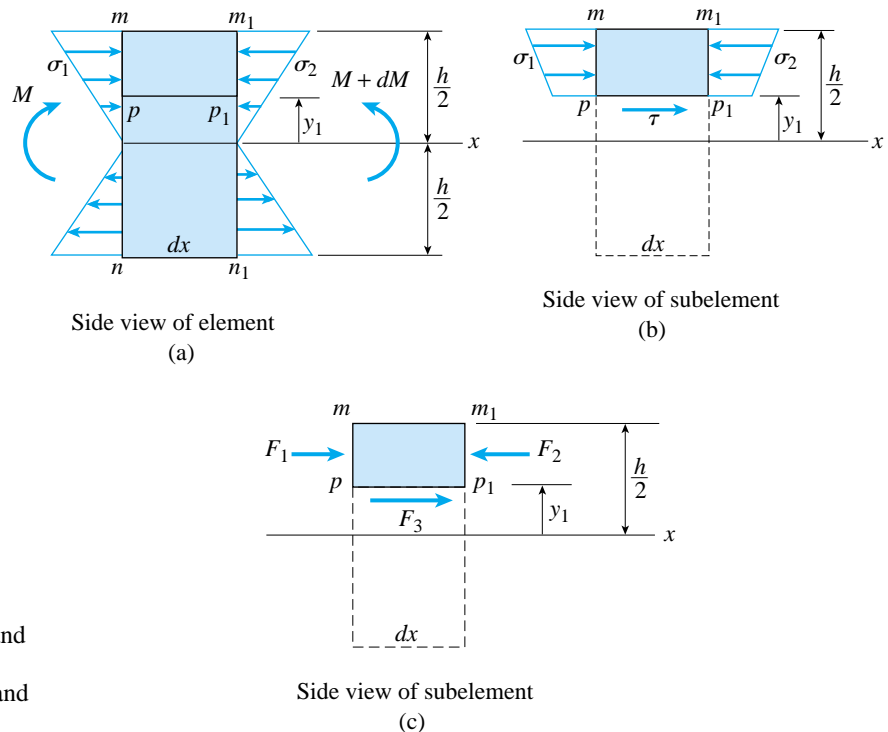 m
m₁
σ₁
σ₂
M
M + dM
h/2
p
p₁
y₁
x
h/2
dx
n
n₁
Side view of element
(a)
m
m₁
σ₁
σ₂
h/2
p
p₁
τ
y₁
x
dx
Side view of subelement
(b)
m
m₁
F₁
F₂
h/2
p
p₁
F₃
y₁
x
dx
nd
and
Side view of subelement
(c)